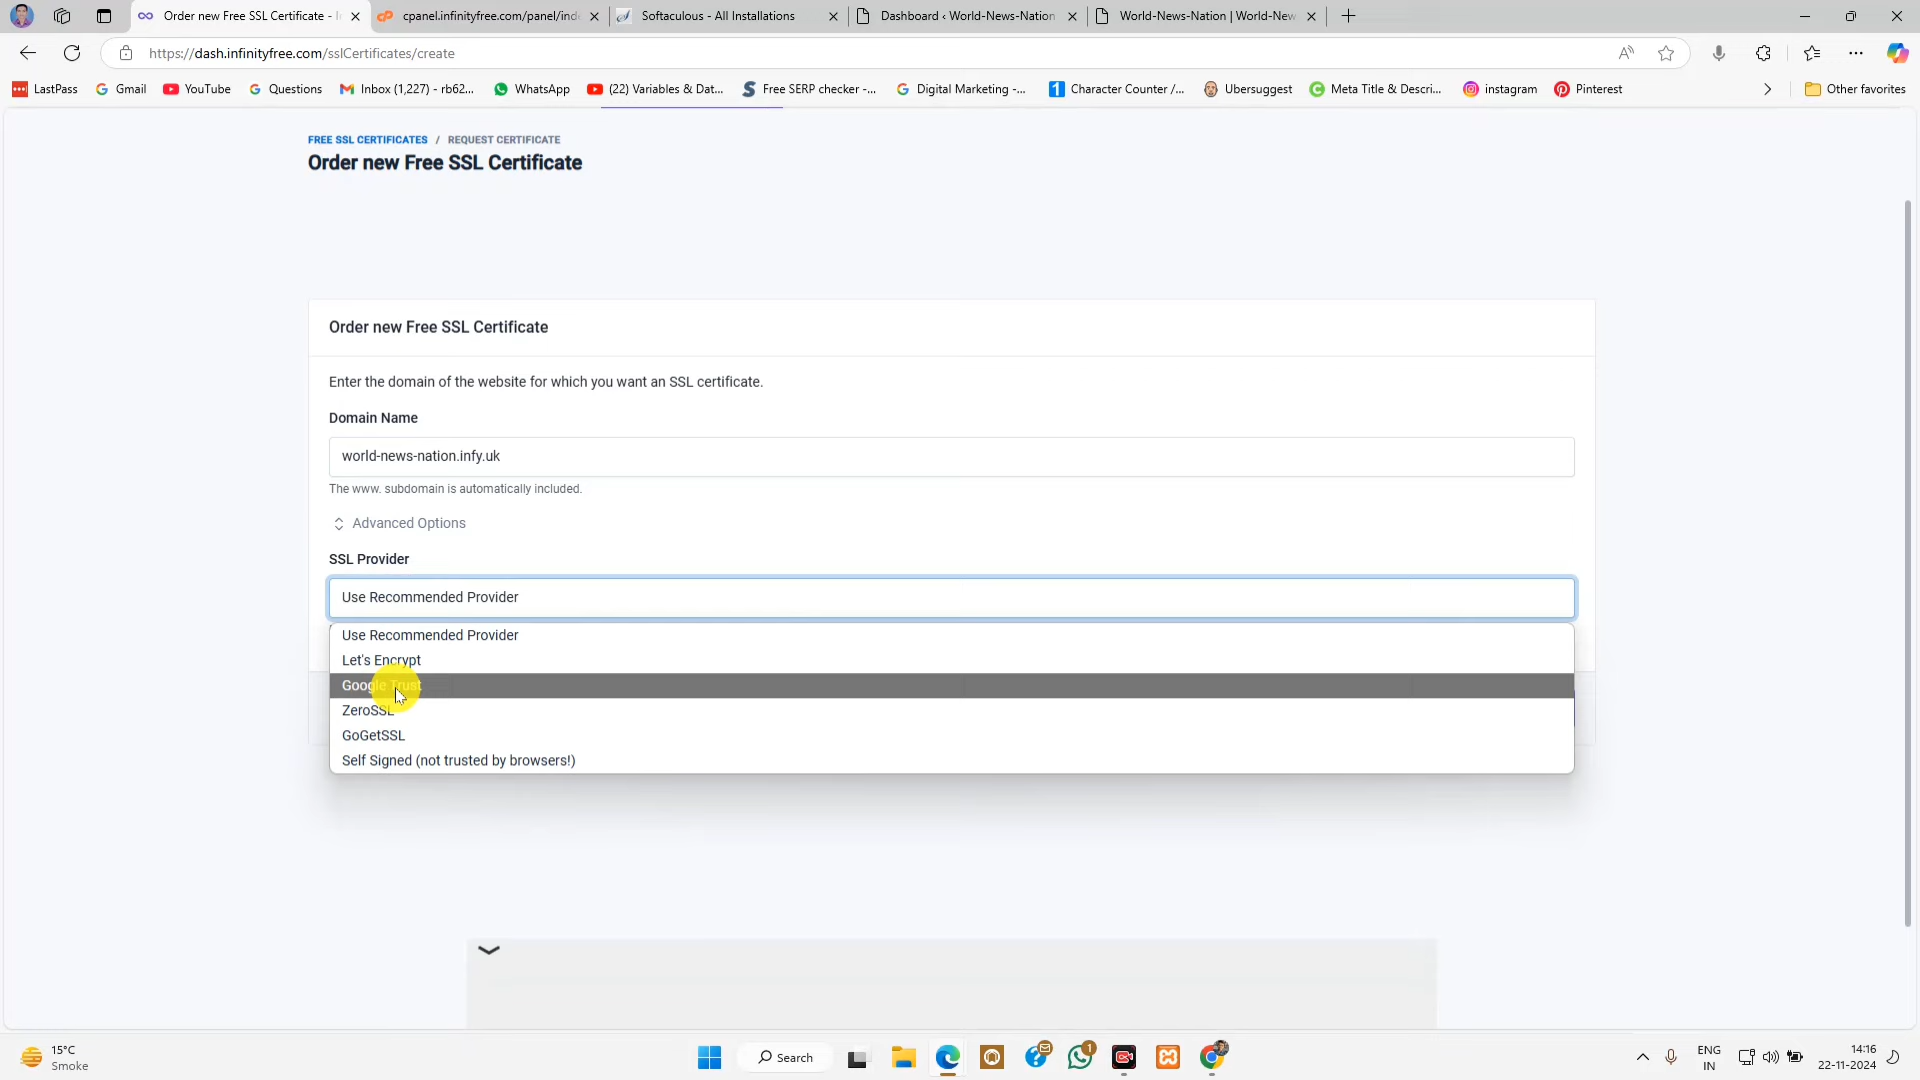 Order new Free SSL Certificate - I
cpanel.infinityfree.com/panel/ind
Softaculous - All Installations
Dashboard ‹ World-News-Nation
World-News-Nation | World-New
https://dash.infinityfree.com/sslCertificates/create
LastPass
Gmail
YouTube
Questions
Inbox (1,227) - rb62...
WhatsApp
(22) Variables & Dat...
Free SERP checker -...
Digital Marketing -...
Character Counter /...
Ubersuggest
Meta Title & Descri...
instagram
Pinterest
Other favorites
FREE SSL CERTIFICATES / REQUEST CERTIFICATE
Order new Free SSL Certificate
Order new Free SSL Certificate
Enter the domain of the website for which you want an SSL certificate.
Domain Name
world-news-nation.infy.uk
The www. subdomain is automatically included.
Advanced Options
SSL Provider
Use Recommended Provider
Use Recommended Provider
Let's Encrypt
Google Trust
ZeroSSL
GoGetSSL
Self Signed (not trusted by browsers!)
15°C
Smoke
Search
1
ENG
IN
14:16
22-11-2024